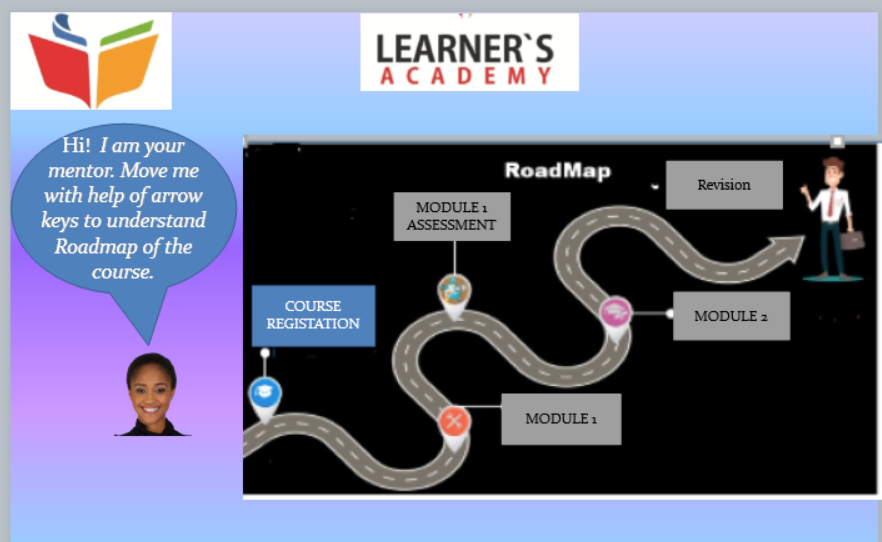 LEARNER`S
ACADEMY
Hi! I am your
mentor. Move me
with help of arrow
keys to understand
Roadmap of the
course.
RoadMap
Revision
MODULE 1
ASSESSMENT
COURSE
REGISTATION
MODULE 2
MODULE 1